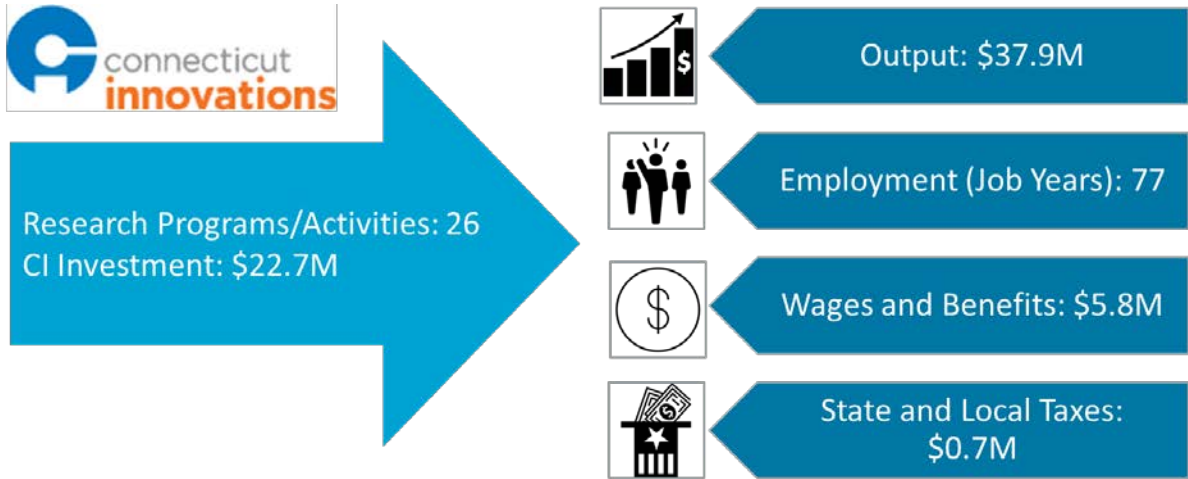 connecticut
innovations
Research Programs/Activities: 26
CI Investment: $22.7M
$
Output: $37.9M
Employment (Job Years): 77
$
Wages and Benefits: $5.8M
$
State and Local Taxes:
$0.7M